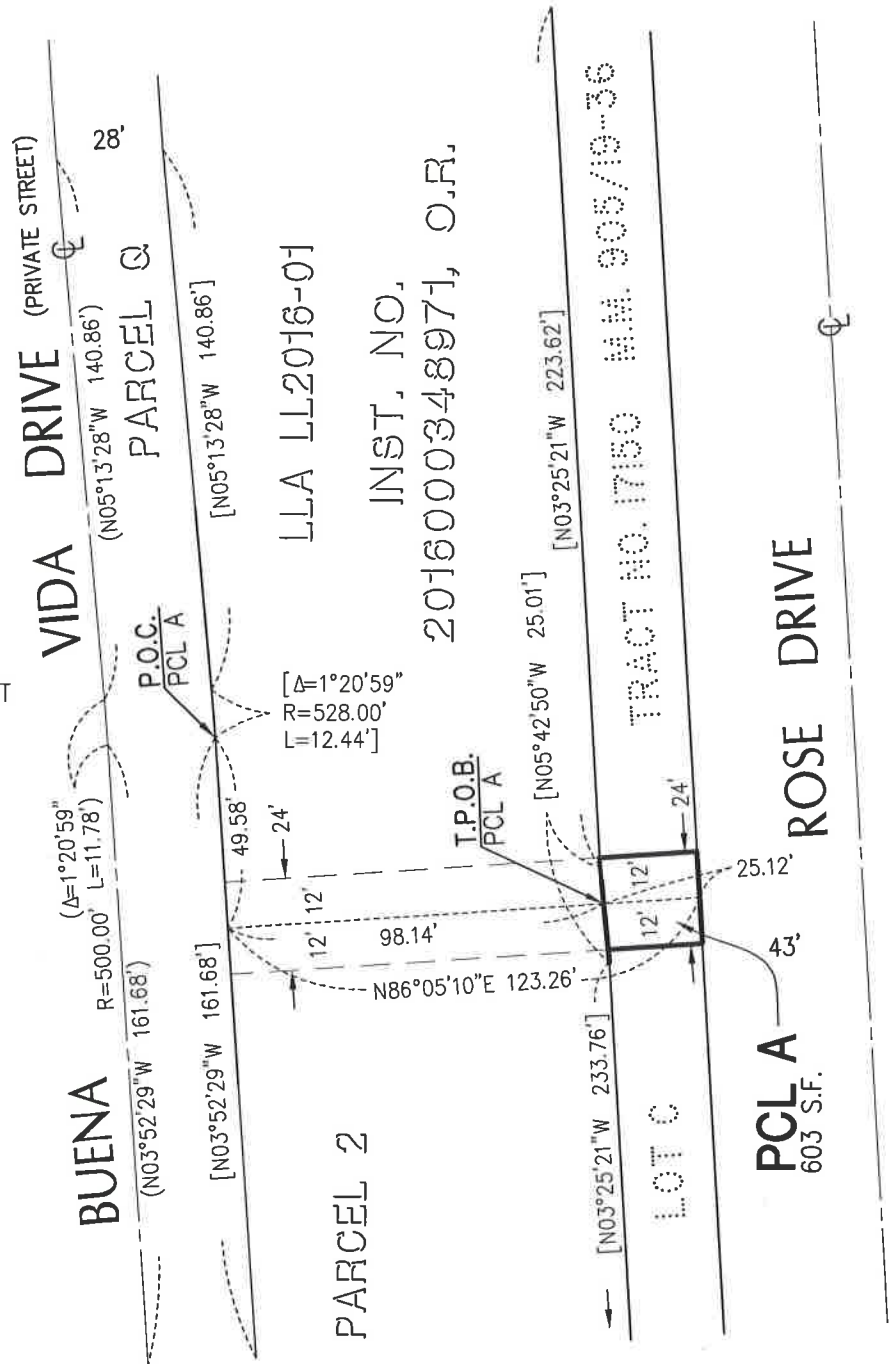 BUENA VIDA DRIVE (PRIVATE STREET)
℄
28'
(N03°52'29"W 161.68')
(Δ=1°20'59"
R=500.00' L=11.78')
(N05°13'28"W 140.86')
PARCEL Q
[N03°52'29"W 161.68']
[N05°13'28"W 140.86']
P.O.C.
PCL A
49.58'
[Δ=1°20'59"
R=528.00'
L=12.44']
24'
12'
12'
98.14'
N86°05'10"E 123.26'
LLA LL2016-01
INST. NO.
2016000348971, O.R.
PARCEL 2
T.P.O.B.
PCL A
[N05°42'50"W 25.01']
[N03°25'21"W 223.62']
[N03°25'21"W 233.76']
LOT C
TRACT NO. 17150 M.M. 905/19-36
12'
12'
24'
25.12'
43'
PCL A
603 S.F.
ROSE DRIVE
℄
T